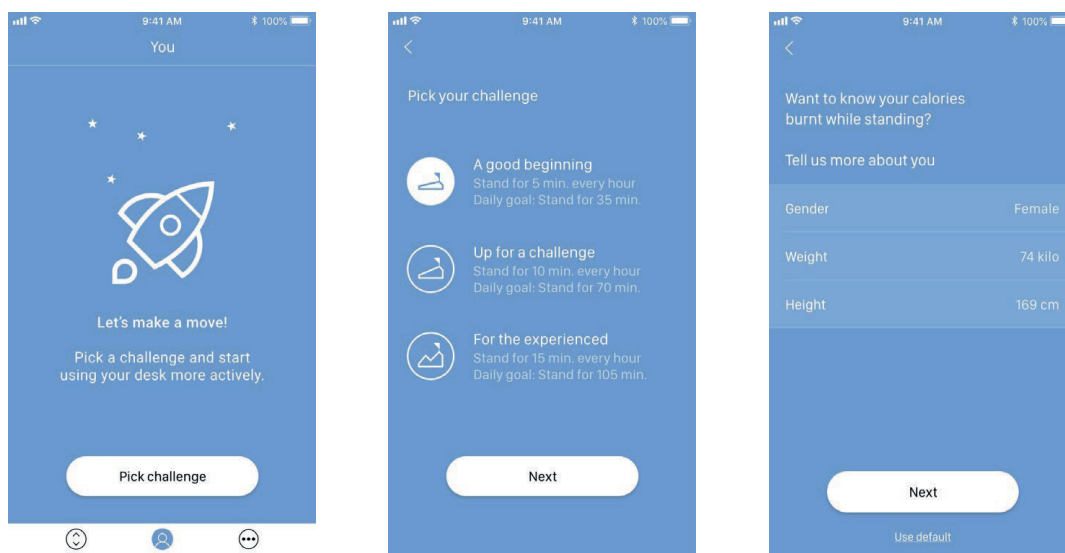 9:41 AM
100%
You
Let's make a move!
Pick a challenge and start
using your desk more actively.
Pick challenge
9:41 AM
100%
Pick your challenge
A good beginning
Stand for 5 min. every hour
Daily goal: Stand for 35 min.
Up for a challenge
Stand for 10 min. every hour
Daily goal: Stand for 70 min.
For the experienced
Stand for 15 min. every hour
Daily goal: Stand for 105 min.
Next
9:41 AM
100%
Want to know your calories
burnt while standing?
Tell us more about you
Gender Female
Weight 74 kilo
Height 169 cm
Next
Use default